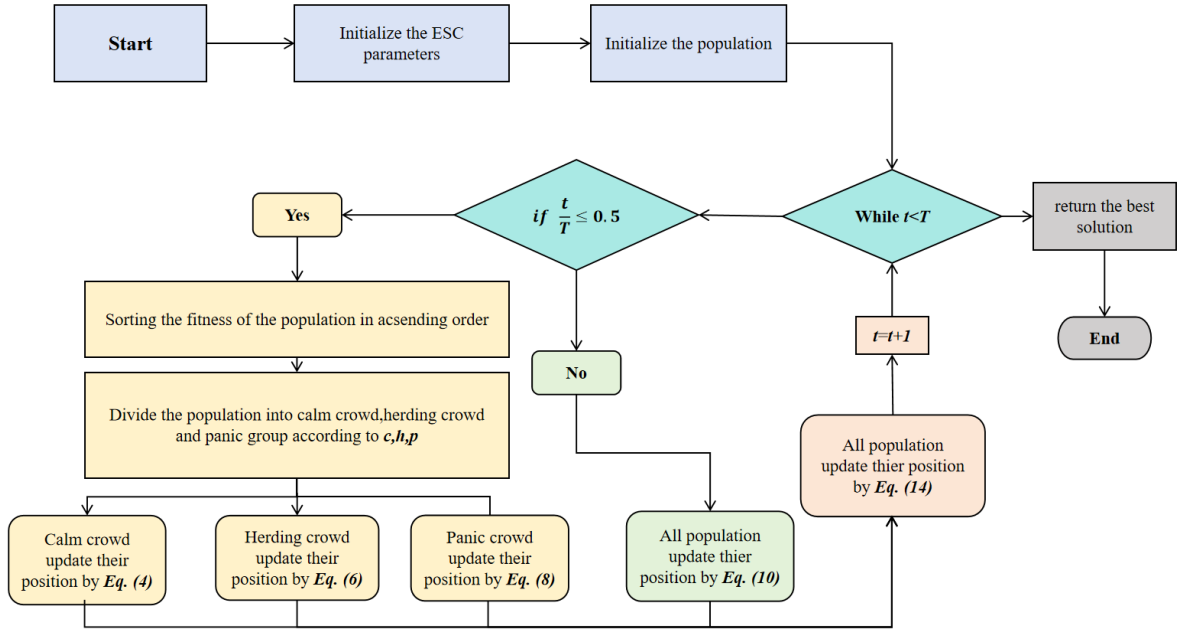 Start
Initialize the ESC
parameters
Initialize the population
Yes
if t/T ≤ 0.5
While t<T
return the best
solution
Sorting the fitness of the population in acsending order
t=t+1
End
No
Divide the population into calm crowd,herding crowd
and panic group according to c,h,p
All population
update thier position
by Eq. (14)
Calm crowd
update their
position by Eq. (4)
Herding crowd
update their
position by Eq. (6)
Panic crowd
update their
position by Eq. (8)
All population
update thier
position by Eq. (10)